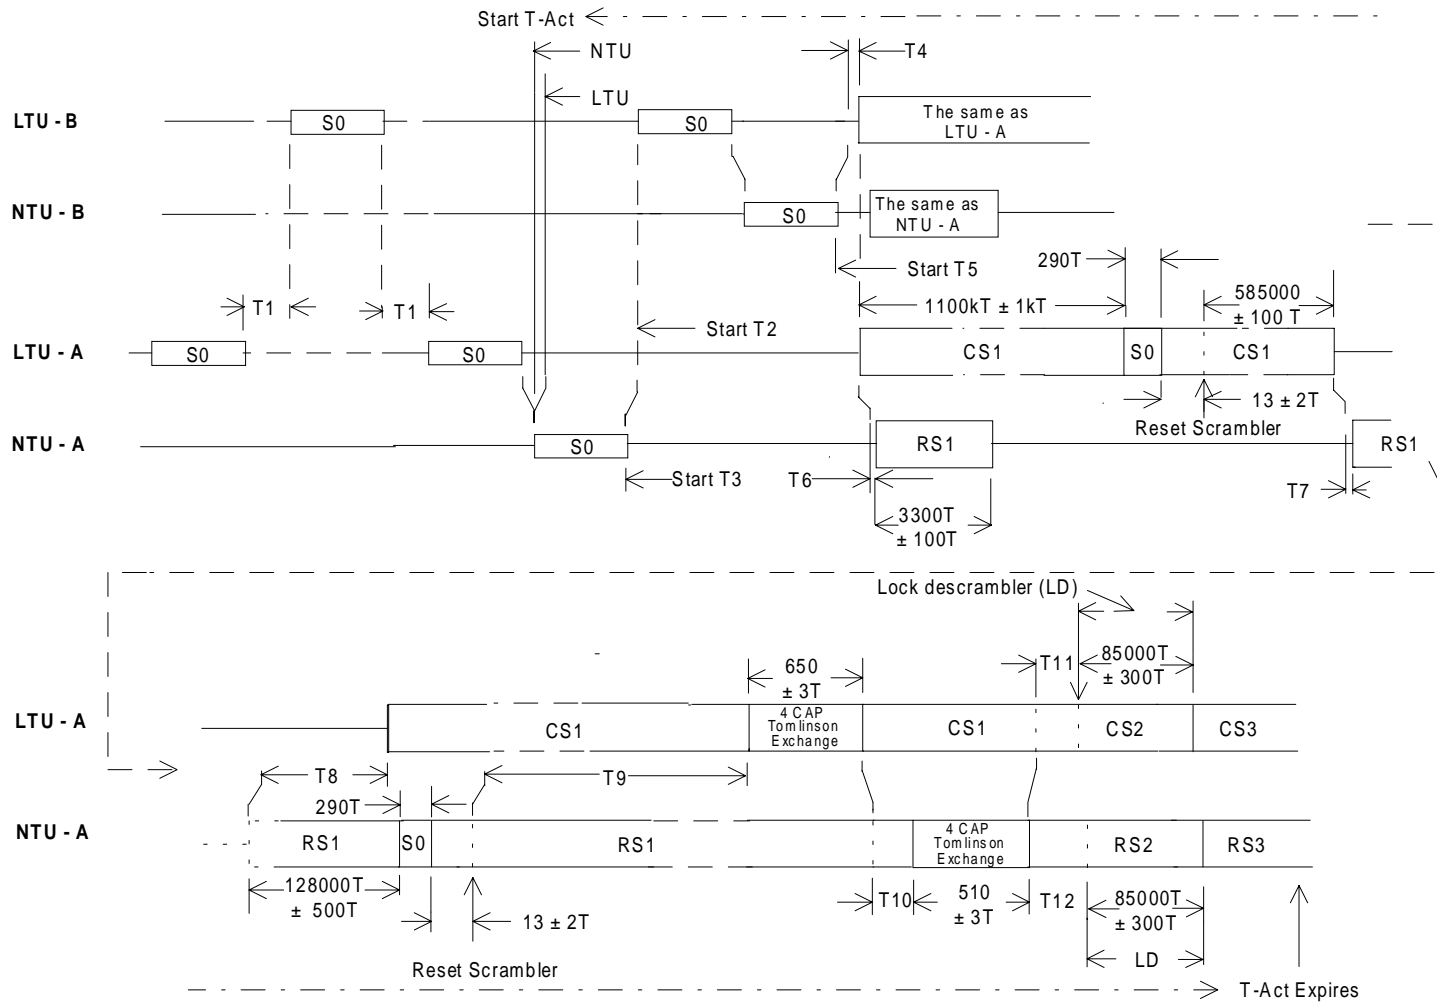 Start T-Act
NTU
T4
LTU
LTU - B
S0
S0
The same as
LTU - A
NTU - B
S0
The same as
NTU - A
Start T5
290T
585000
± 100 T
T1
T1
1100kT ± 1kT
Start T2
LTU - A
S0
S0
CS1
S0
CS1
13 ± 2T
Reset Scrambler
NTU - A
S0
RS1
RS1
Start T3
T6
T7
3300T
± 100T
Lock descrambler (LD)
650
± 3T
T11
85000T
± 300T
LTU - A
CS1
4 CAP
Tomlinson
Exchange
CS1
CS2
CS3
T8
T9
290T
NTU - A
RS1
S0
RS1
4 CAP
Tomlinson
Exchange
RS2
RS3
128000T
± 500T
13 ± 2T
T10
510
± 3T
T12
85000T
± 300T
Reset Scrambler
LD
T-Act Expires